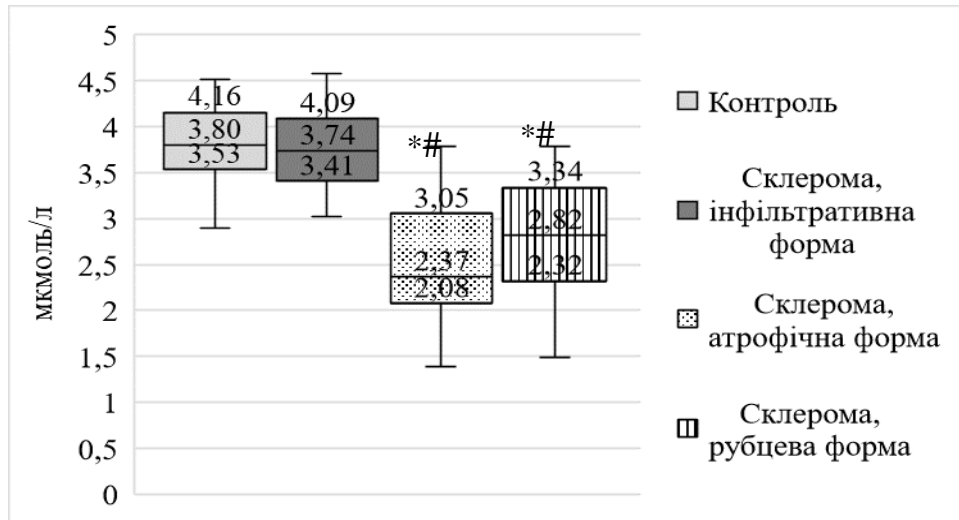 5
4,5
4
3,5
3
2,5
2
1,5
1
0,5
0
мкмоль/л
4,16
3,80
3,53
4,09
3,74
3,41
*#
3,05
2,37
2,08
*#
3,34
2,82
2,32
Контроль
Склерома,
інфільтративна
форма
Склерома,
атрофічна форма
Склерома,
рубцева форма